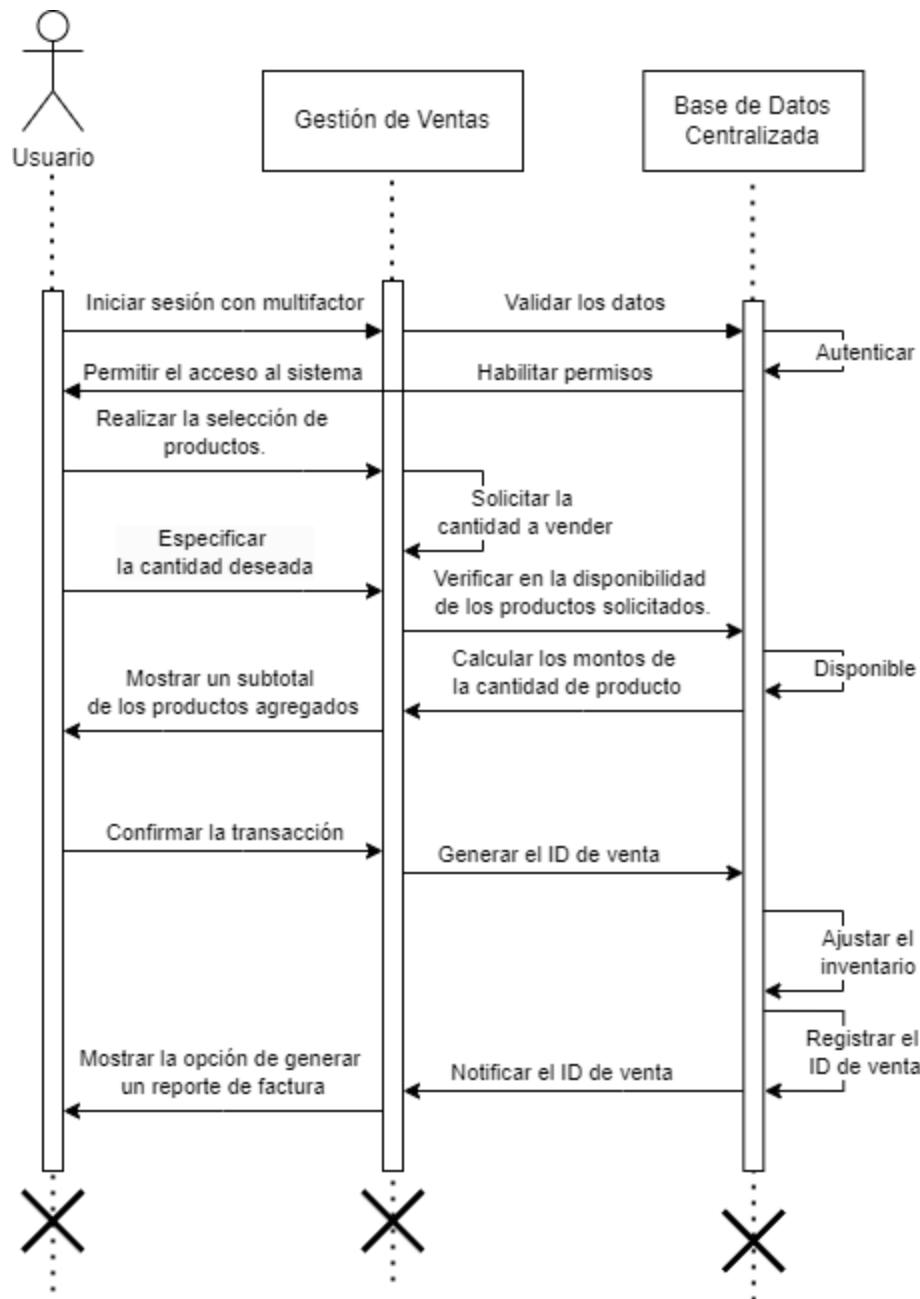 Usuario
Gestión de Ventas
Base de Datos
Centralizada
Iniciar sesión con multifactor
Validar los datos
Autenticar
Permitir el acceso al sistema
Habilitar permisos
Realizar la selección de
productos.
Solicitar la
cantidad a vender
Especificar
la cantidad deseada
Verificar en la disponibilidad
de los productos solicitados.
Disponible
Calcular los montos de
la cantidad de producto
Mostrar un subtotal
de los productos agregados
Confirmar la transacción
Generar el ID de venta
Ajustar el
inventario
Registrar el
ID de venta
Notificar el ID de venta
Mostrar la opción de generar
un reporte de factura